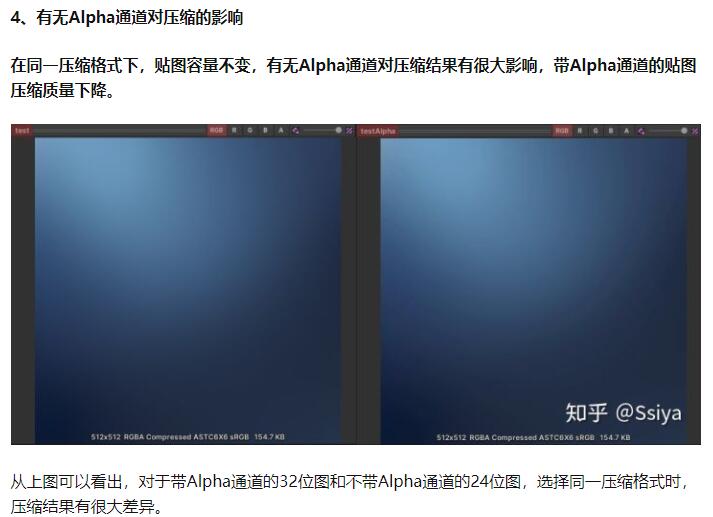 4、有无Alpha通道对压缩的影响
在同一压缩格式下，贴图容量不变，有无Alpha通道对压缩结果有很大影响，带Alpha通道的贴图
压缩质量下降。
test RGB R G B A
testAlpha RGB R G B A
知乎 @Ssiya
512x512 RGBA Compressed ASTC6X6 sRGB 154.7 KB
512x512 RGBA Compressed ASTC6X6 sRGB 154.7 KB
从上图可以看出，对于带Alpha通道的32位图和不带Alpha通道的24位图，选择同一压缩格式时，
压缩结果有很大差异。